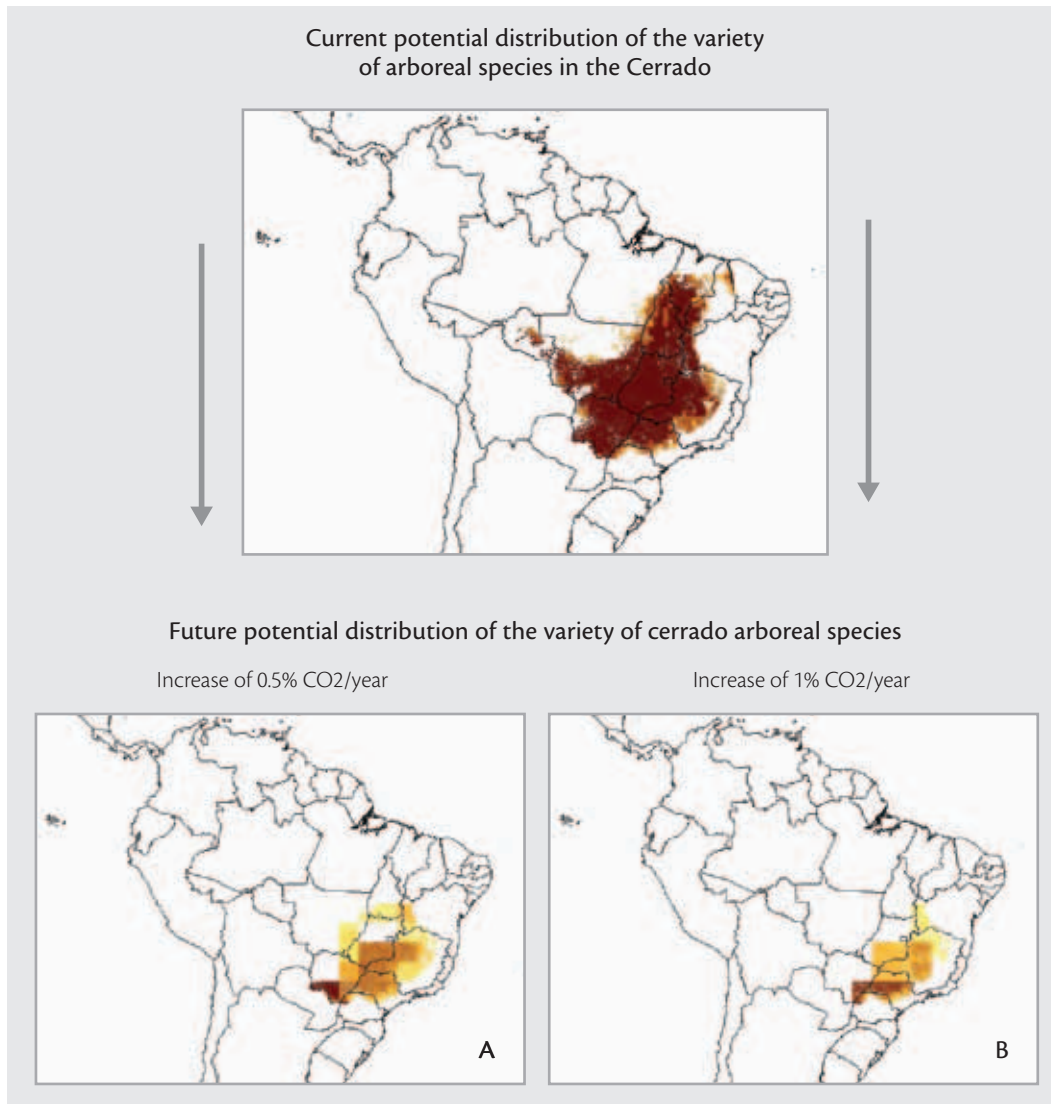 Current potential distribution of the variety
of arboreal species in the Cerrado
Future potential distribution of the variety of cerrado arboreal species
Increase of 0.5% CO2/year
Increase of 1% CO2/year
A
B